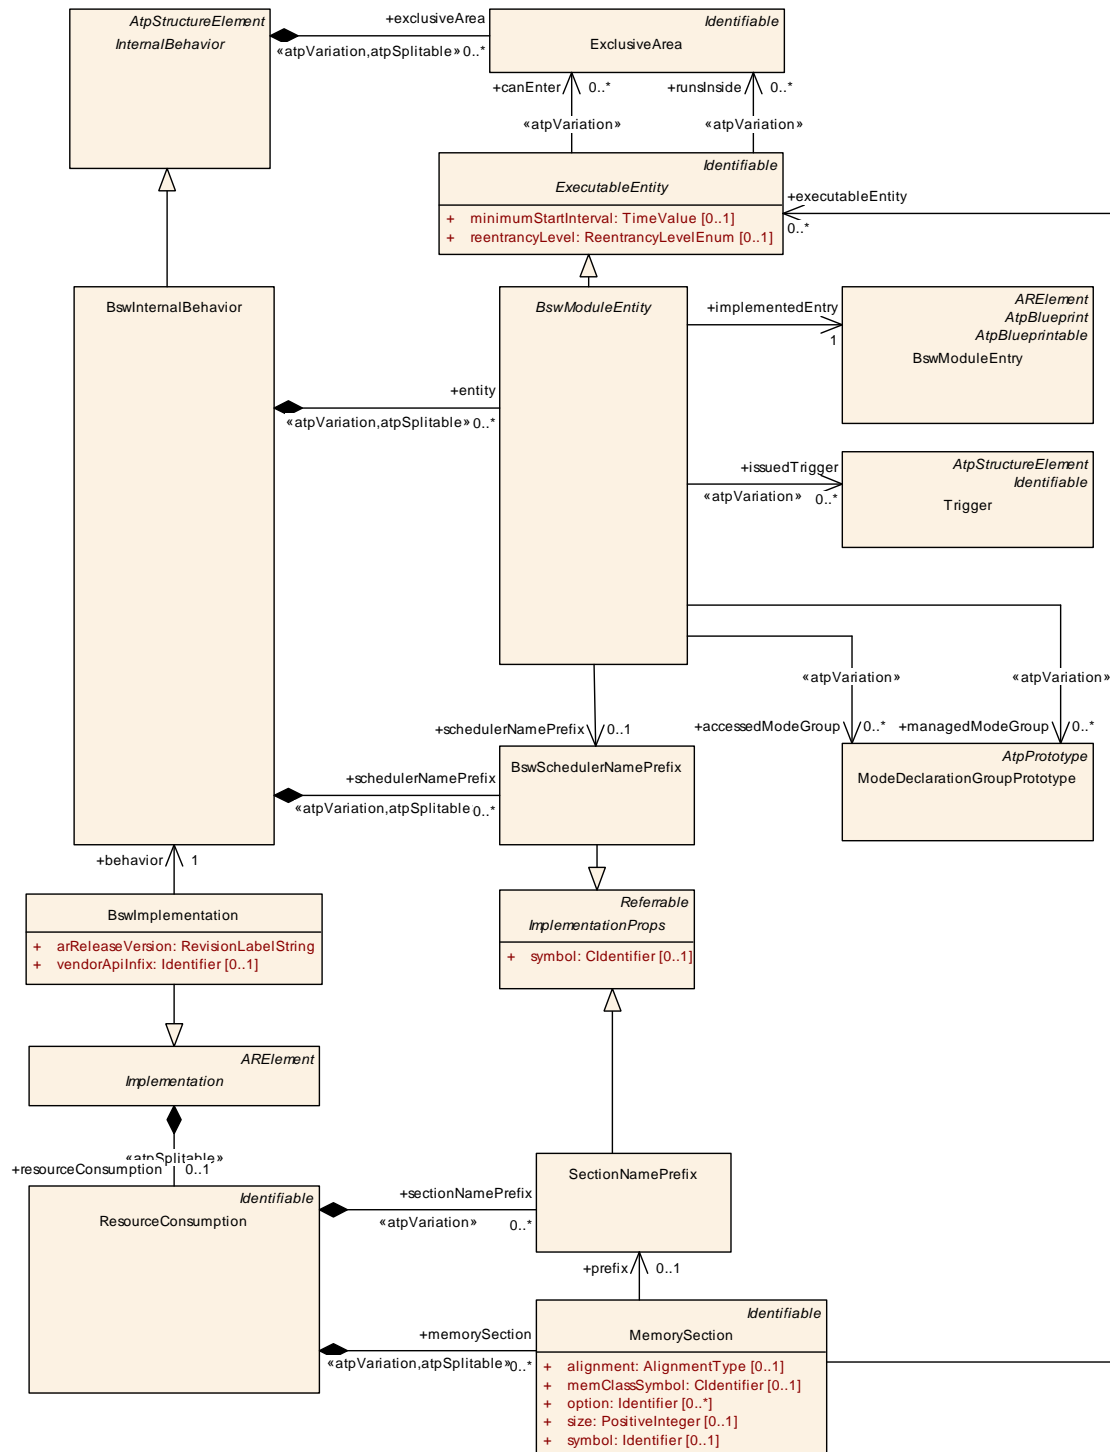 AtpStructureElement
InternalBehavior
+exclusiveArea
«atpVariation,atpSplitable» 0..*
Identifiable
ExclusiveArea
+canEnter 0..*
+runsInside 0..*
«atpVariation»
«atpVariation»
Identifiable
ExecutableEntity
+ minimumStartInterval: TimeValue [0..1]
+ reentrancyLevel: ReentrancyLevelEnum [0..1]
+executableEntity
0..*
BswInternalBehavior
BswModuleEntity
+implementedEntry
1
ARElement
AtpBlueprint
AtpBlueprintable
BswModuleEntry
+entity
«atpVariation,atpSplitable» 0..*
+issuedTrigger
«atpVariation» 0..*
AtpStructureElement
Identifiable
Trigger
«atpVariation»
«atpVariation»
+accessedModeGroup 0..*
+managedModeGroup 0..*
+schedulerNamePrefix 0..1
AtpPrototype
ModeDeclarationGroupPrototype
BswSchedulerNamePrefix
+schedulerNamePrefix
«atpVariation,atpSplitable 0..*
+behavior 1
BswImplementation
+ arReleaseVersion: RevisionLabelString
+ vendorApiInfix: Identifier [0..1]
Referrable
ImplementationProps
+ symbol: CIdentifier [0..1]
ARElement
Implementation
«atpSplitable»
+resourceConsumption 0..1
Identifiable
ResourceConsumption
+sectionNamePrefix
«atpVariation» 0..*
SectionNamePrefix
+prefix 0..1
+memorySection
«atpVariation,atpSplitable» 0..*
Identifiable
MemorySection
+ alignment: AlignmentType [0..1]
+ memClassSymbol: CIdentifier [0..1]
+ option: Identifier [0..*]
+ size: PositiveInteger [0..1]
+ symbol: Identifier [0..1]